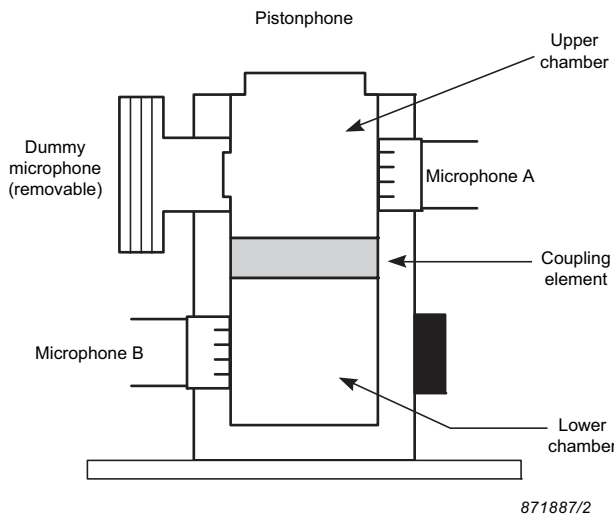 Pistonphone
Upper
chamber
Dummy
microphone
(removable)
Microphone A
Coupling
element
Microphone B
Lower
chamber
871887/2